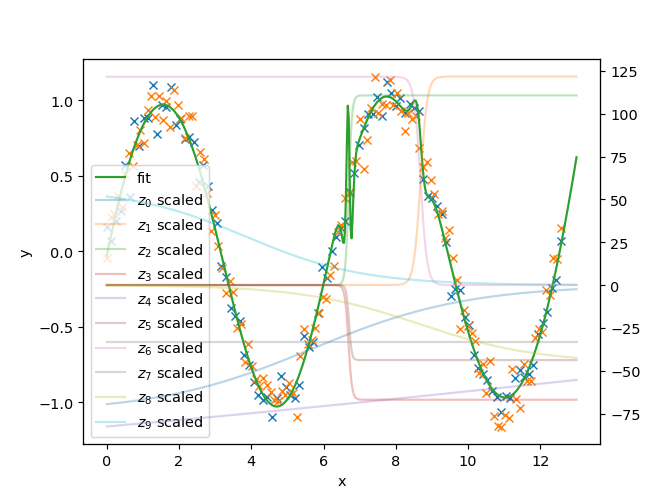 y
1.0
0.5
0.0
−0.5
−1.0
fit
z₀ scaled
z₁ scaled
z₂ scaled
z₃ scaled
z₄ scaled
z₅ scaled
z₆ scaled
z₇ scaled
z₈ scaled
z₉ scaled
125
100
75
50
25
0
−25
−50
−75
0 2 4 6 8 10 12
x